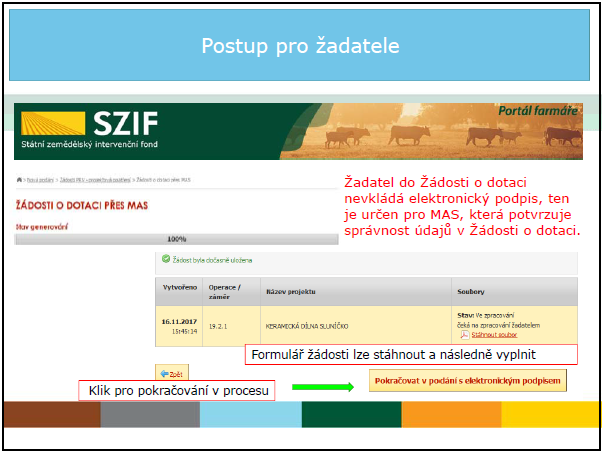 Postup pro žadatele
SZIF
Státní zemědělský intervenční fond
Portál farmáře
> Nová podání > Žádosti PRV - projektová opatření > Žádosti o dotaci přes MAS
Žadatel do Žádosti o dotaci
nevkládá elektronický podpis, ten
je určen pro MAS, která potvrzuje
správnost údajů v Žádosti o dotaci.
ŽÁDOSTI O DOTACI PŘES MAS
Stav generování
100%
Žádost byla dočasně uložena
Vytvořeno
Operace /
záměr
Název projektu
Soubory
16.11.2017
15:45:14
19.2.1
KERAMICKÁ DÍLNA SLUNÍČKO
Stav: Ve zpracování
čeká na zpracování žadatelem
Stáhnout soubor
Formulář žádosti lze stáhnout a následně vyplnit
Zpět
Klik pro pokračování v procesu
Pokračovat v podání s elektronickým podpisem